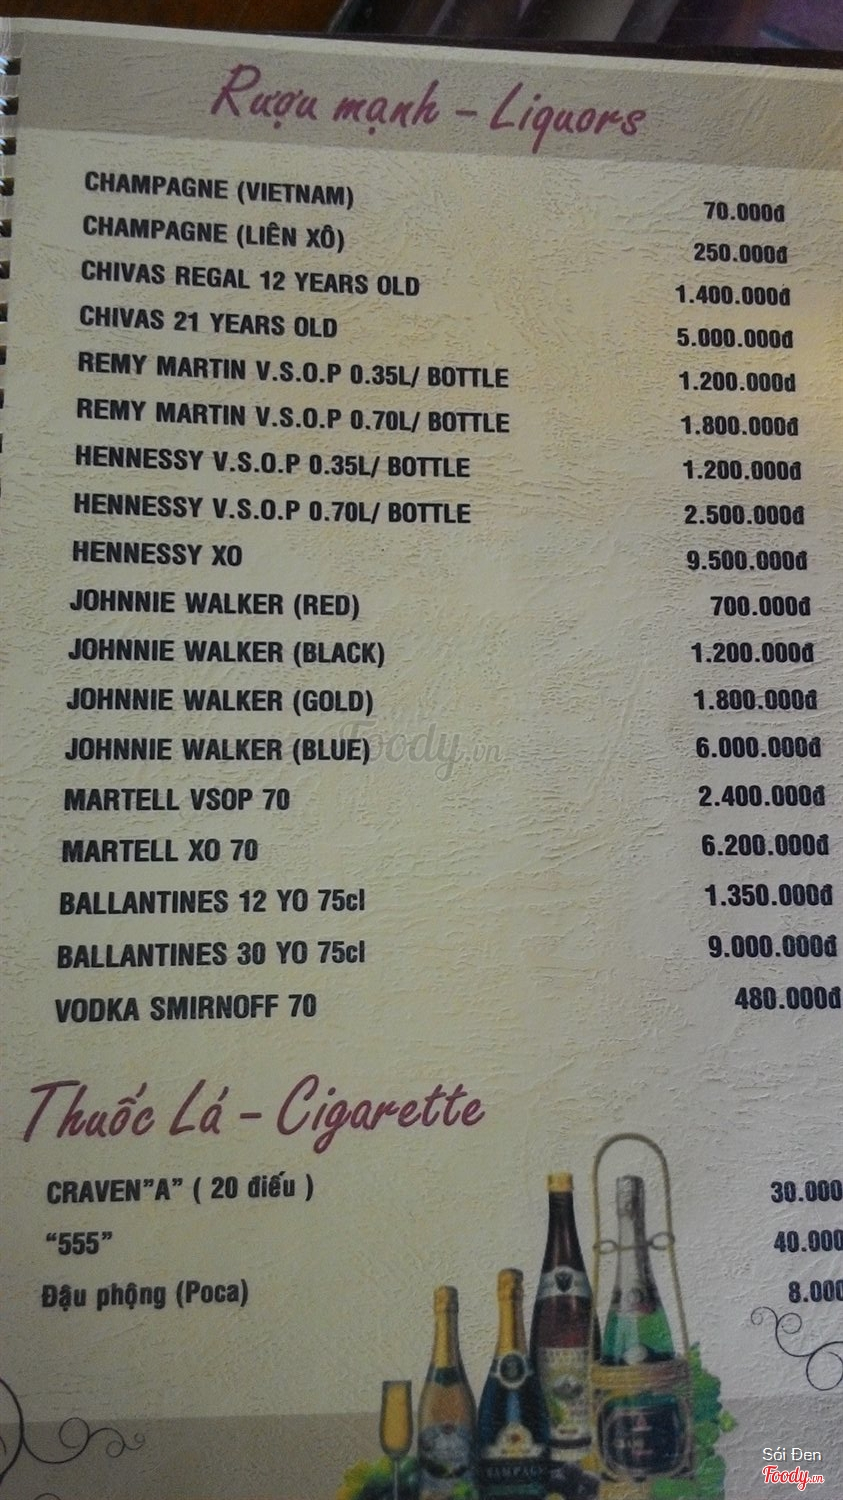 Rượu mạnh – Liquors
CHAMPAGNE (VIETNAM) 70.000đ
CHAMPAGNE (LIÊN XÔ) 250.000đ
CHIVAS REGAL 12 YEARS OLD 1.400.000đ
CHIVAS 21 YEARS OLD 5.000.000đ
REMY MARTIN V.S.O.P 0.35L/ BOTTLE 1.200.000đ
REMY MARTIN V.S.O.P 0.70L/ BOTTLE 1.800.000đ
HENNESSY V.S.O.P 0.35L/ BOTTLE 1.200.000đ
HENNESSY V.S.O.P 0.70L/ BOTTLE 2.500.000đ
HENNESSY XO 9.500.000đ
JOHNNIE WALKER (RED) 700.000đ
JOHNNIE WALKER (BLACK) 1.200.000đ
JOHNNIE WALKER (GOLD) 1.800.000đ
JOHNNIE WALKER (BLUE) 6.000.000đ
Foody.vn
MARTELL VSOP 70 2.400.000đ
MARTELL XO 70 6.200.000đ
BALLANTINES 12 YO 75cl 1.350.000đ
BALLANTINES 30 YO 75cl 9.000.000đ
VODKA SMIRNOFF 70 480.000đ
Thuốc Lá – Cigarette
CRAVEN"A" ( 20 điếu ) 30.000
"555" 40.000
Đậu phộng (Poca) 8.000
Sói Đen
Foody.vn